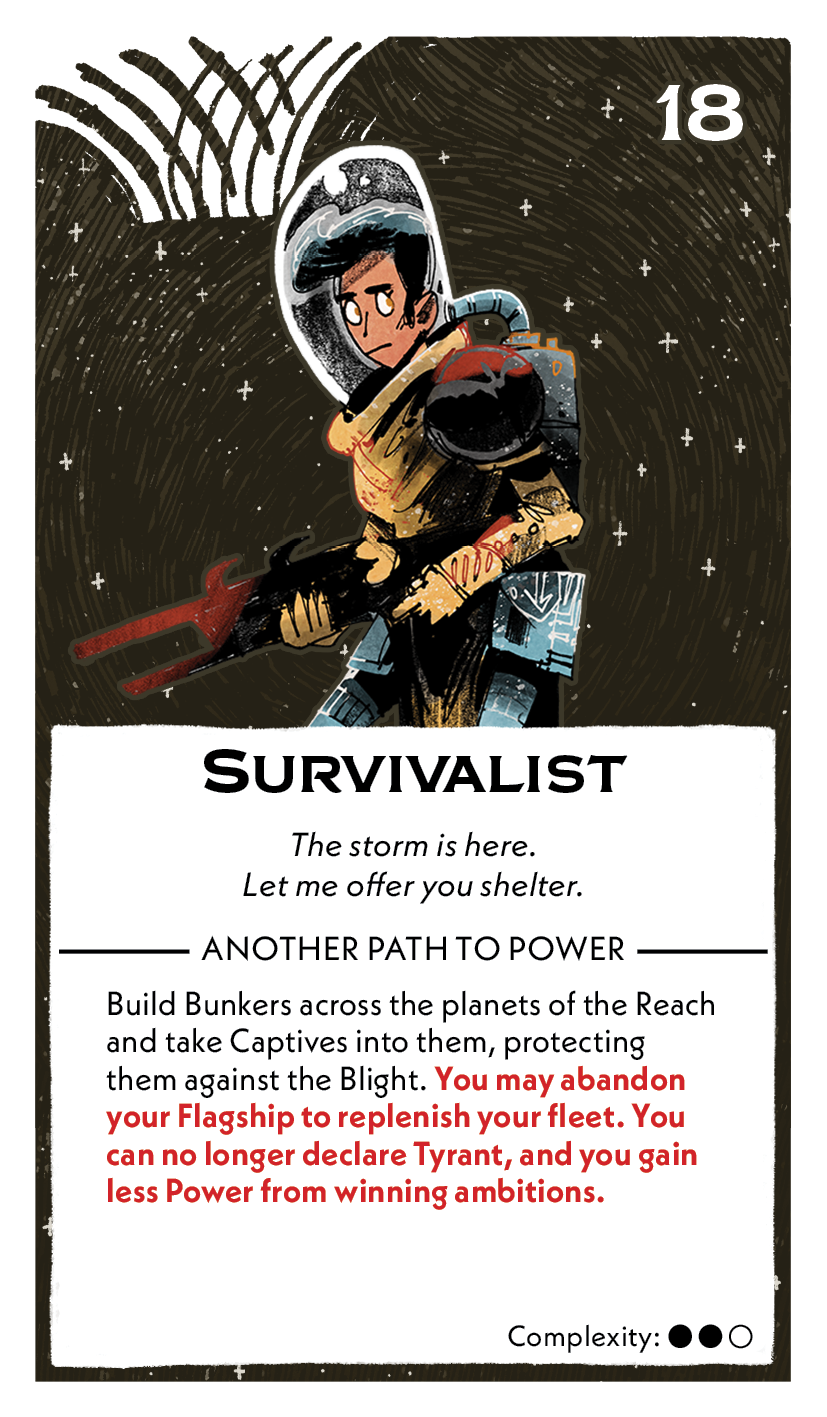 18
Survivalist
The storm is here.
Let me offer you shelter.
ANOTHER PATH TO POWER
Build Bunkers across the planets of the Reach
and take Captives into them, protecting
them against the Blight. You may abandon
your Flagship to replenish your fleet. You
can no longer declare Tyrant, and you gain
less Power from winning ambitions.
Complexity: ●●○